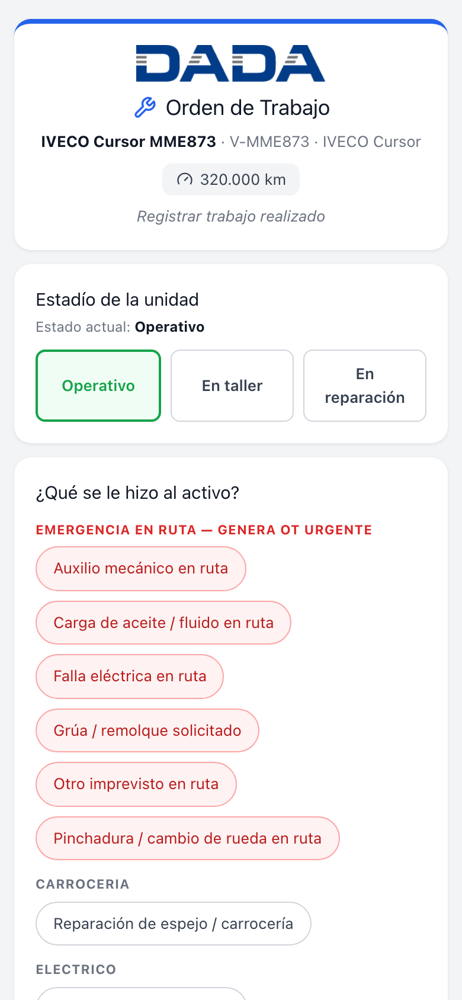 DADA
Orden de Trabajo
IVECO Cursor MME873 · V-MME873 · IVECO Cursor
320.000 km
Registrar trabajo realizado
Estadío de la unidad
Estado actual: Operativo
Operativo
En taller
En
reparación
¿Qué se le hizo al activo?
EMERGENCIA EN RUTA — GENERA OT URGENTE
Auxilio mecánico en ruta
Carga de aceite / fluido en ruta
Falla eléctrica en ruta
Grúa / remolque solicitado
Otro imprevisto en ruta
Pinchadura / cambio de rueda en ruta
CARROCERIA
Reparación de espejo / carrocería
ELECTRICO